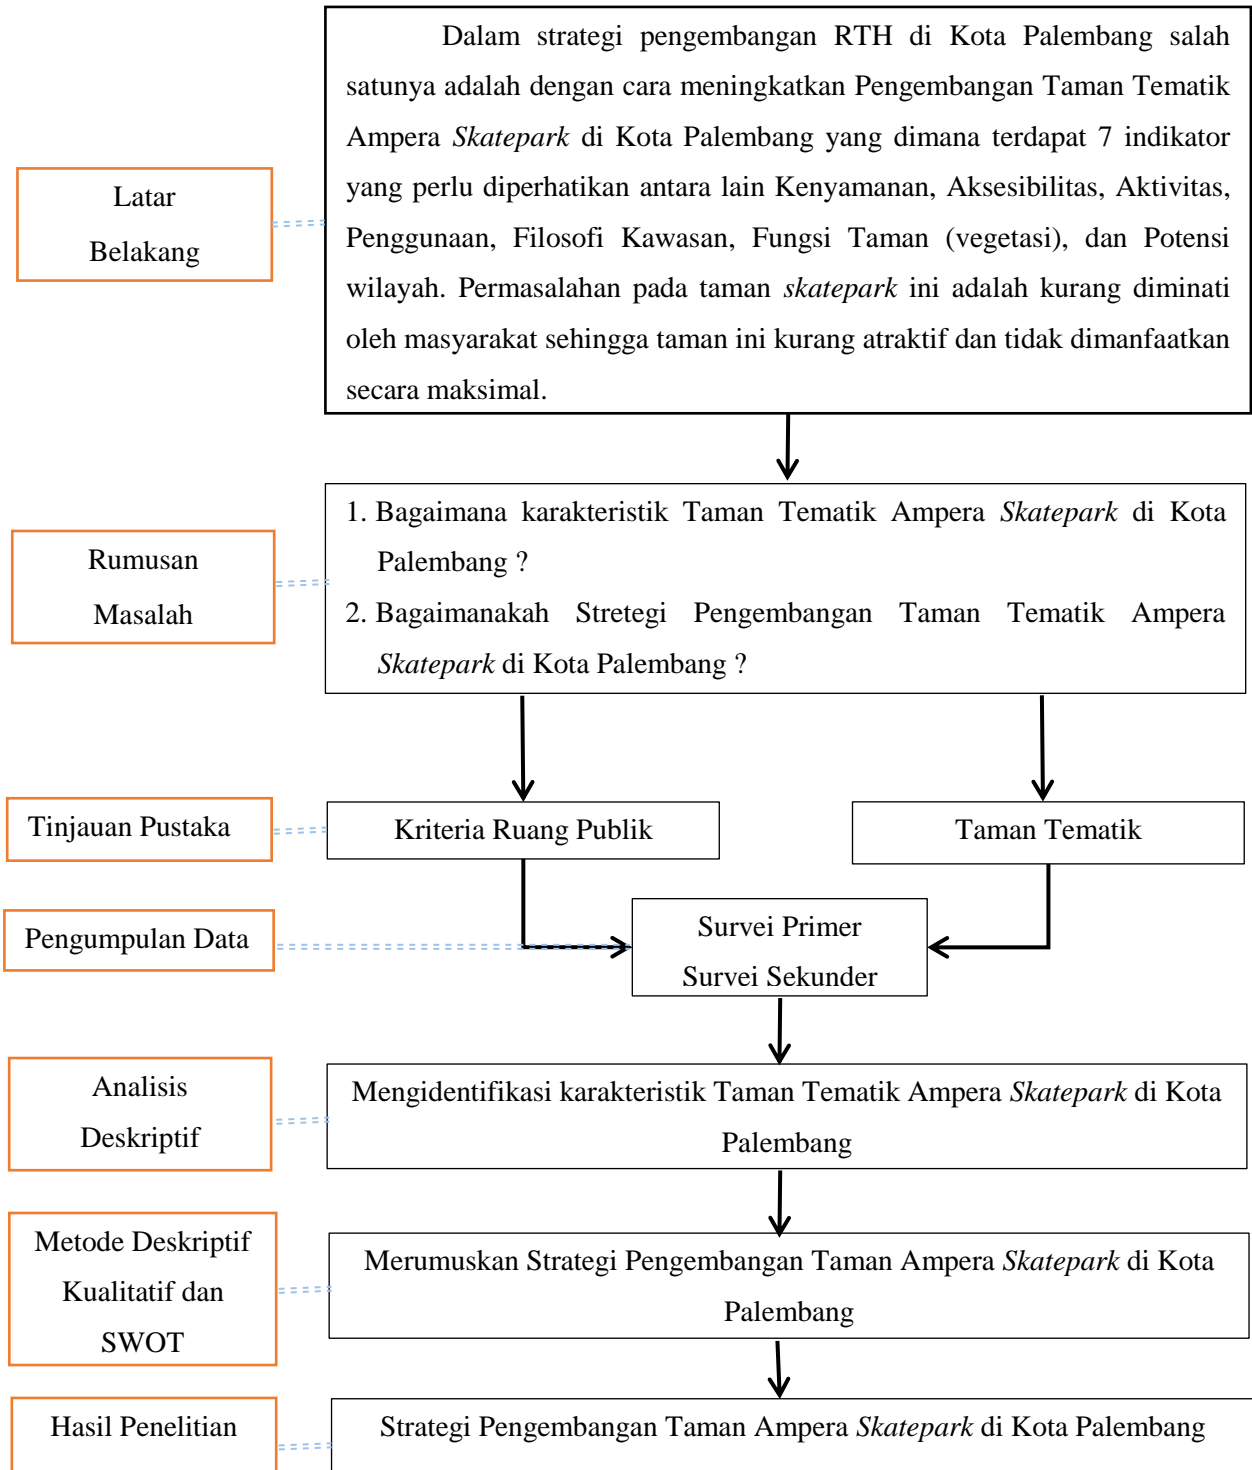 Dalam strategi pengembangan RTH di Kota Palembang salah
satunya adalah dengan cara meningkatkan Pengembangan Taman Tematik
Ampera Skatepark di Kota Palembang yang dimana terdapat 7 indikator
yang perlu diperhatikan antara lain Kenyamanan, Aksesibilitas, Aktivitas,
Penggunaan, Filosofi Kawasan, Fungsi Taman (vegetasi), dan Potensi
wilayah. Permasalahan pada taman skatepark ini adalah kurang diminati
oleh masyarakat sehingga taman ini kurang atraktif dan tidak dimanfaatkan
secara maksimal.
Latar
Belakang
1. Bagaimana karakteristik Taman Tematik Ampera Skatepark di Kota
Palembang ?
2. Bagaimanakah Stretegi Pengembangan Taman Tematik Ampera
Skatepark di Kota Palembang ?
Rumusan
Masalah
Tinjauan Pustaka
Kriteria Ruang Publik
Taman Tematik
Pengumpulan Data
Survei Primer
Survei Sekunder
Analisis
Deskriptif
Mengidentifikasi karakteristik Taman Tematik Ampera Skatepark di Kota
Palembang
Metode Deskriptif
Kualitatif dan
SWOT
Merumuskan Strategi Pengembangan Taman Ampera Skatepark di Kota
Palembang
Hasil Penelitian
Strategi Pengembangan Taman Ampera Skatepark di Kota Palembang